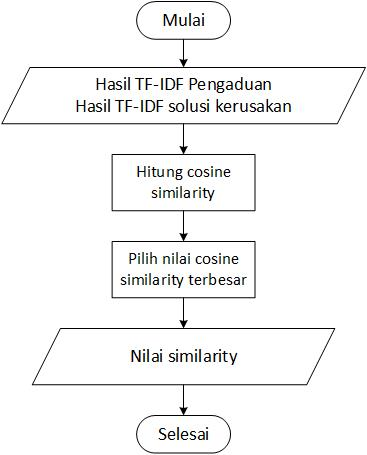 Mulai
Hasil TF-IDF Pengaduan
Hasil TF-IDF solusi kerusakan
Hitung cosine
similarity
Pilih nilai cosine
similarity terbesar
Nilai similarity
Selesai